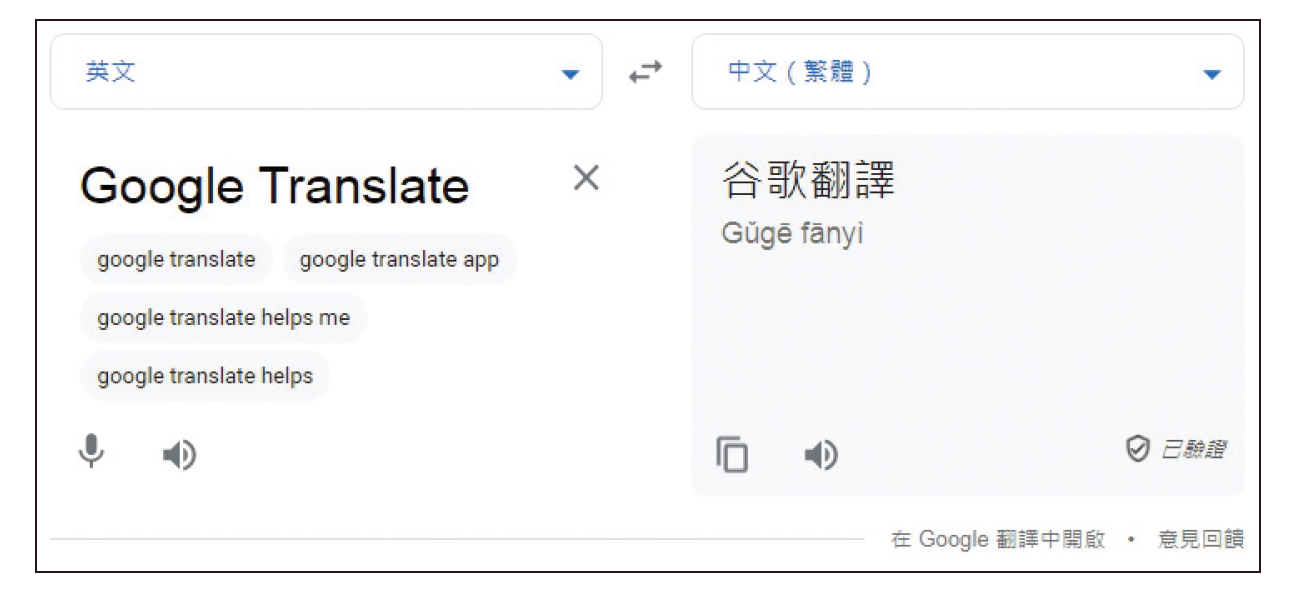 英文
中文（繁體）
Google Translate
google translate
google translate app
google translate helps me
google translate helps
谷歌翻譯
Gǔgē fānyì
已驗證
在 Google 翻譯中開啟 • 意見回饋